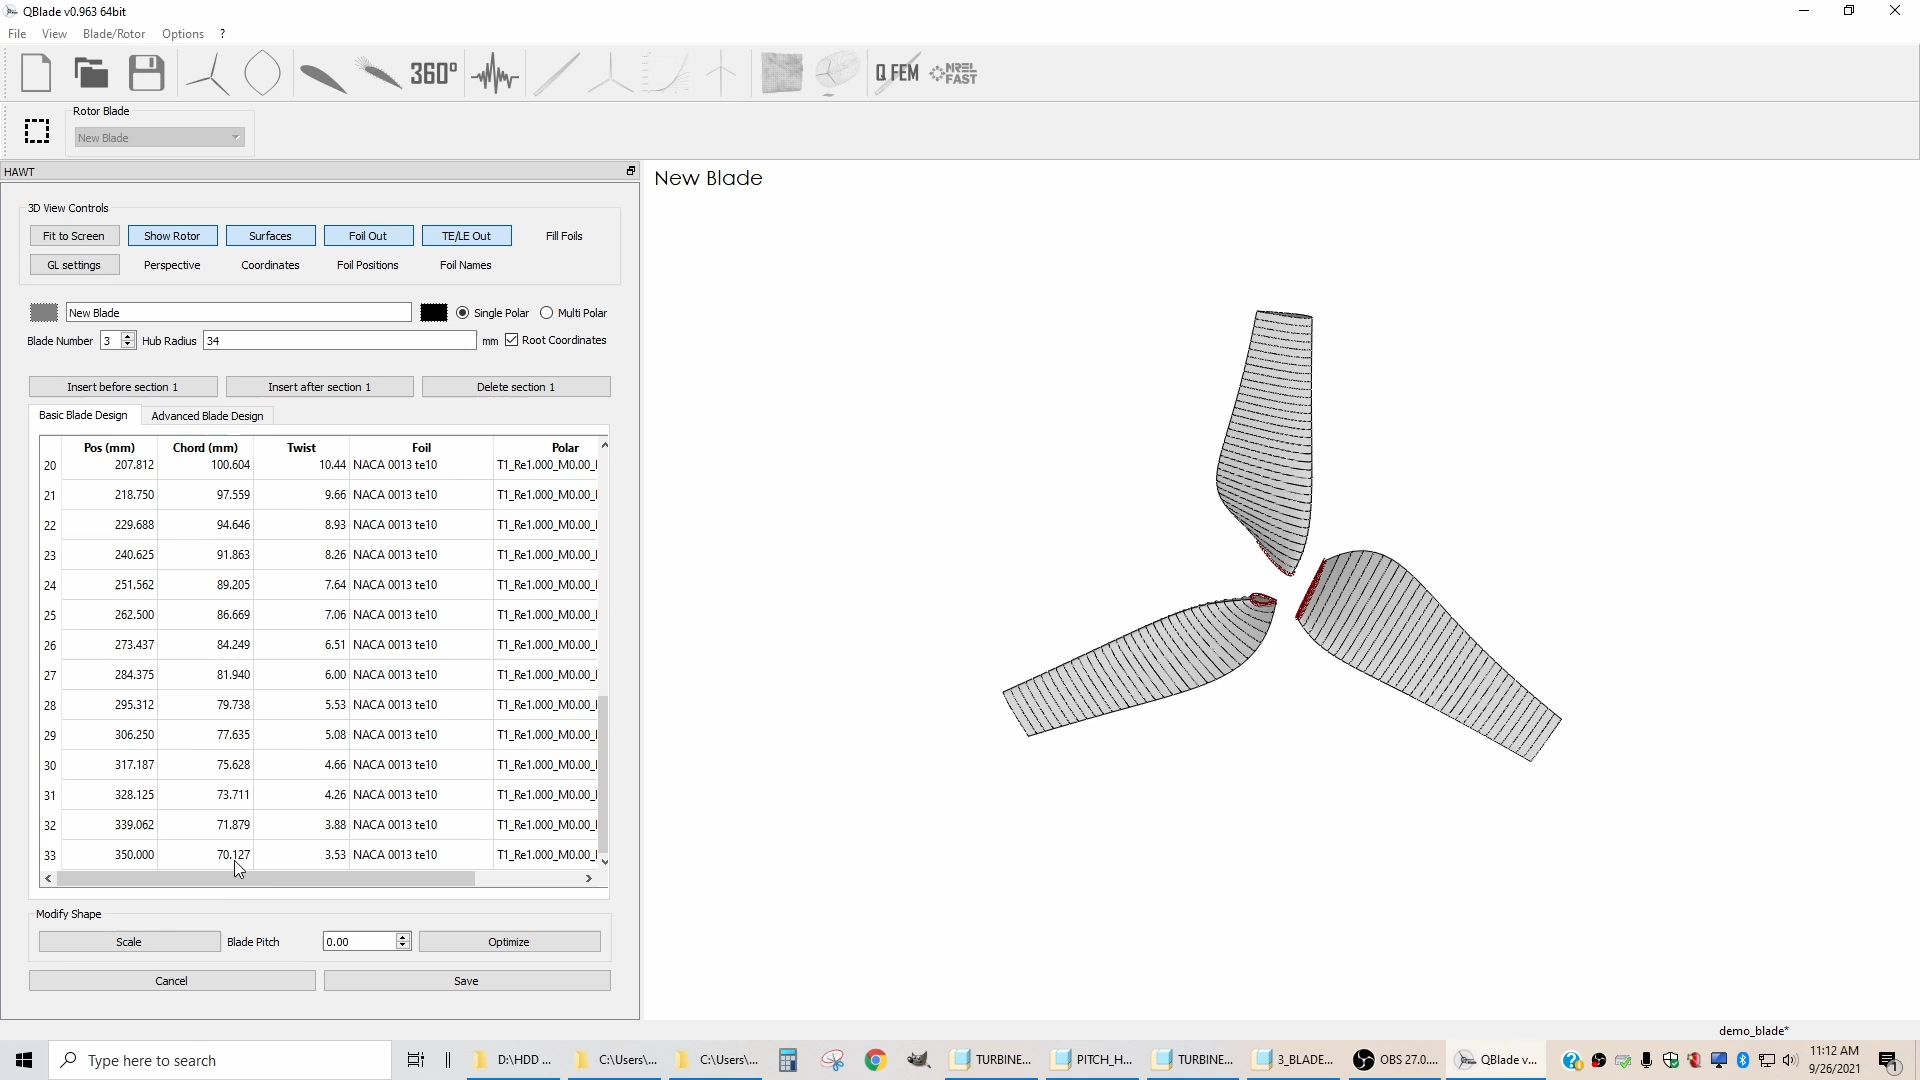 QBlade v0.963 64bit
File View Blade/Rotor Options ?
360°
Q FEM
NREL
FAST
Rotor Blade
New Blade
HAWT
New Blade
3D View Controls
Fit to Screen Show Rotor Surfaces Foil Out TE/LE Out Fill Foils
GL settings Perspective Coordinates Foil Positions Foil Names
New Blade Single Polar Multi Polar
Blade Number 3 Hub Radius 34 mm Root Coordinates
Insert before section 1 Insert after section 1 Delete section 1
Basic Blade Design Advanced Blade Design
Pos (mm) Chord (mm) Twist Foil Polar
20 207.812 100.604 10.44 NACA 0013 te10 T1_Re1.000_M0.00_
21 218.750 97.559 9.66 NACA 0013 te10 T1_Re1.000_M0.00_
22 229.688 94.646 8.93 NACA 0013 te10 T1_Re1.000_M0.00_
23 240.625 91.863 8.26 NACA 0013 te10 T1_Re1.000_M0.00_
24 251.562 89.205 7.64 NACA 0013 te10 T1_Re1.000_M0.00_
25 262.500 86.669 7.06 NACA 0013 te10 T1_Re1.000_M0.00_
26 273.437 84.249 6.51 NACA 0013 te10 T1_Re1.000_M0.00_
27 284.375 81.940 6.00 NACA 0013 te10 T1_Re1.000_M0.00_
28 295.312 79.738 5.53 NACA 0013 te10 T1_Re1.000_M0.00_
29 306.250 77.635 5.08 NACA 0013 te10 T1_Re1.000_M0.00_
30 317.187 75.628 4.66 NACA 0013 te10 T1_Re1.000_M0.00_
31 328.125 73.711 4.26 NACA 0013 te10 T1_Re1.000_M0.00_
32 339.062 71.879 3.88 NACA 0013 te10 T1_Re1.000_M0.00_
33 350.000 70.127 3.53 NACA 0013 te10 T1_Re1.000_M0.00_
Modify Shape
Scale Blade Pitch 0.00 Optimize
Cancel Save
demo_blade*
Type here to search D:\HDD ... C:\Users\... C:\Users\... TURBINE... PITCH_H... TURBINE... 3_BLADE... OBS 27.0.... QBlade v... 11:12 AM
9/26/2021
1